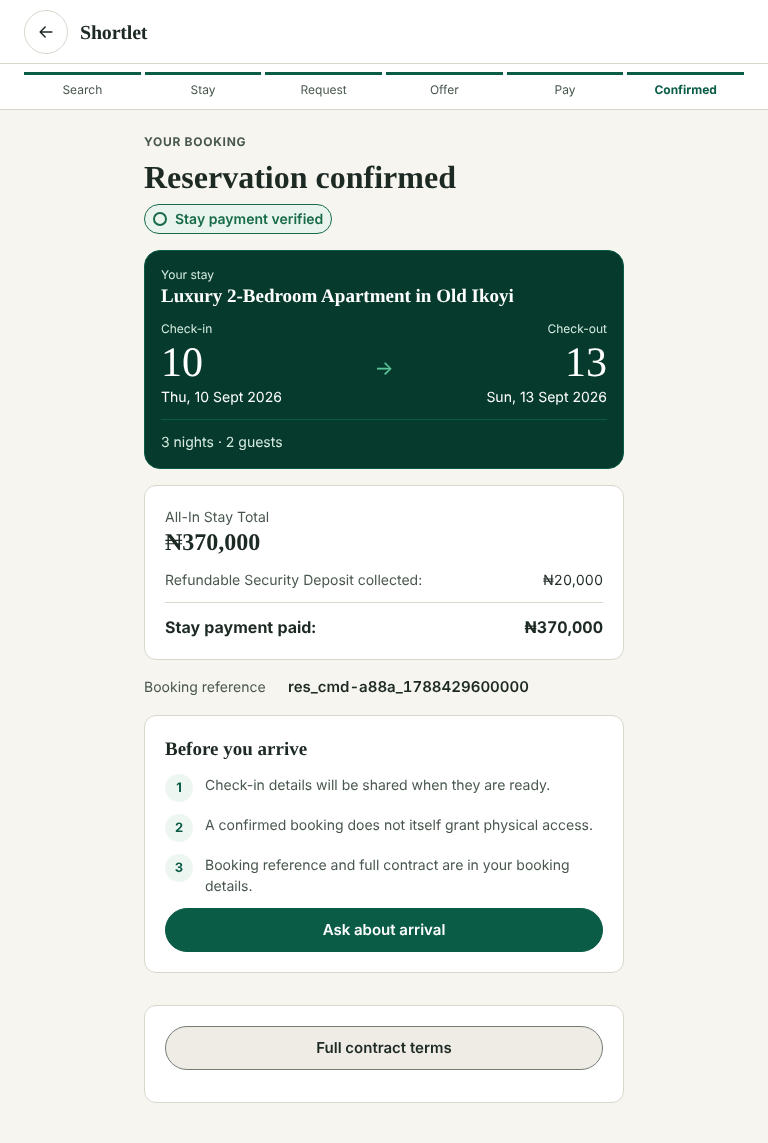 Shortlet
Search
Stay
Request
Offer
Pay
Confirmed
YOUR BOOKING
Reservation confirmed
Stay payment verified
Your stay
Luxury 2-Bedroom Apartment in Old Ikoyi
Check-in
Check-out
10
→
13
Thu, 10 Sept 2026
Sun, 13 Sept 2026
3 nights · 2 guests
All-In Stay Total
₦370,000
Refundable Security Deposit collected: ₦20,000
Stay payment paid: ₦370,000
Booking reference res_cmd-a88a_1788429600000
Before you arrive
1 Check-in details will be shared when they are ready.
2 A confirmed booking does not itself grant physical access.
3 Booking reference and full contract are in your booking
details.
Ask about arrival
Full contract terms